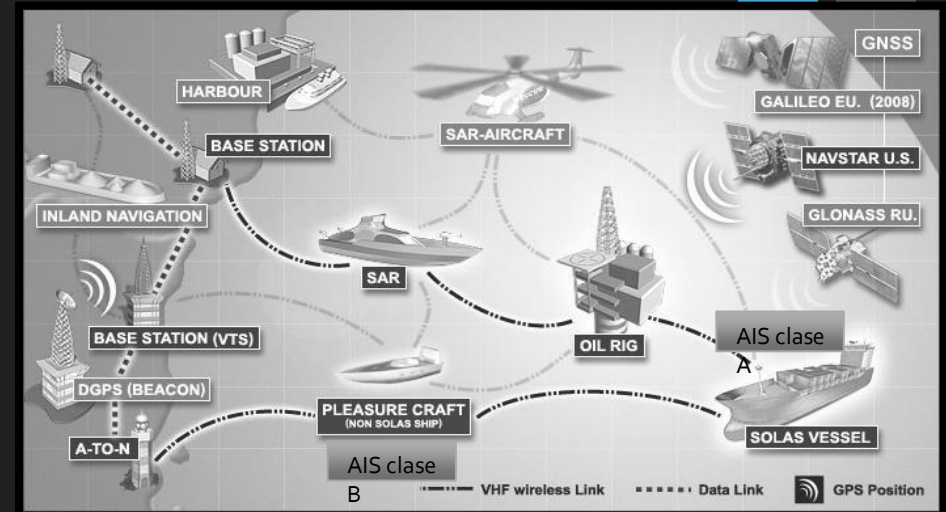 GNSS
HARBOUR
GALILEO EU. (2008)
SAR-AIRCRAFT
BASE STATION
NAVSTAR U.S.
INLAND NAVIGATION
GLONASS RU.
SAR
BASE STATION (VTS)
OIL RIG
AIS clase
A
DGPS (BEACON)
PLEASURE CRAFT
(NON SOLAS SHIP)
SOLAS VESSEL
A-TO-N
AIS clase
B
VHF wireless Link
Data Link
GPS Position